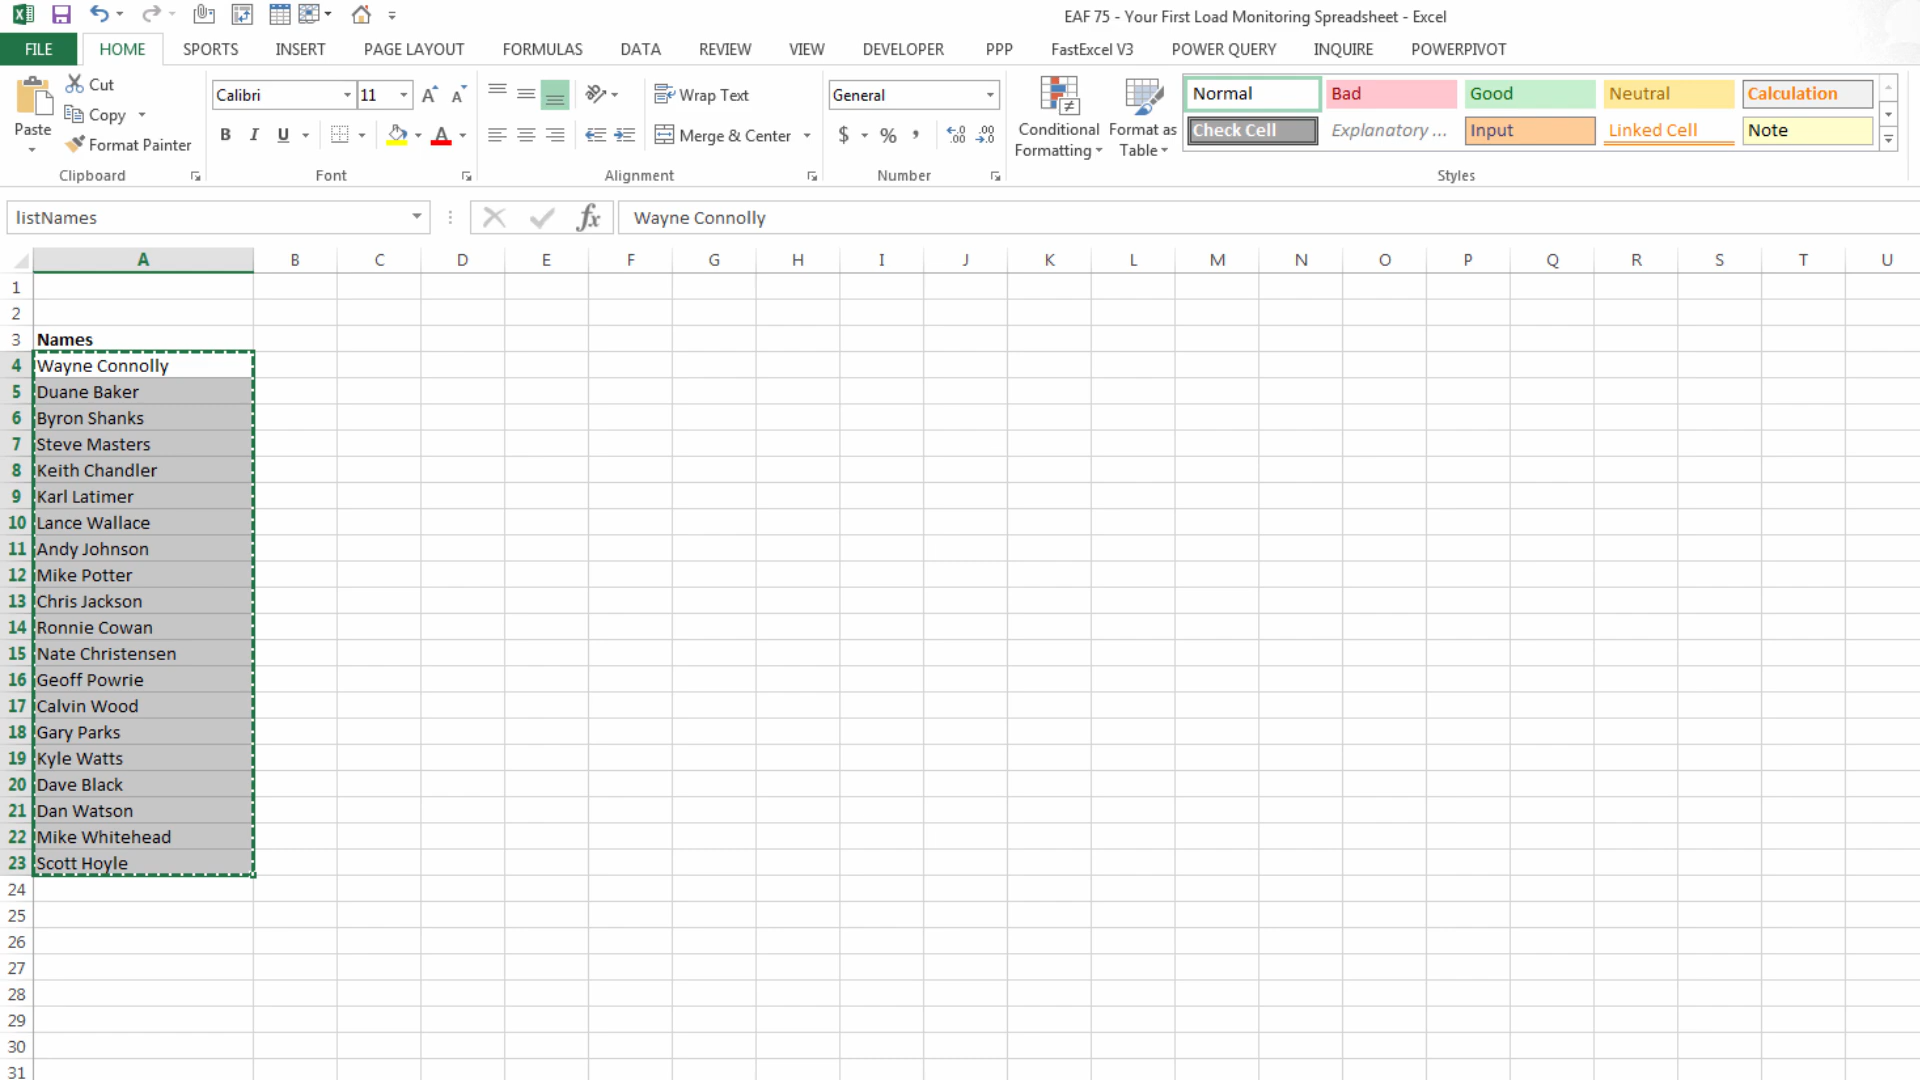 EAF 75 - Your First Load Monitoring Spreadsheet - Excel
FILE HOME SPORTS INSERT PAGE LAYOUT FORMULAS DATA REVIEW VIEW DEVELOPER PPP FastExcel V3 POWER QUERY INQUIRE POWERPIVOT
Paste
Cut
Copy
Format Painter
Clipboard
Calibri 11
B I U A
Font
Wrap Text
Merge & Center
Alignment
General
$ % ,
Number
Conditional Formatting
Format as Table
Normal Bad Good Neutral Calculation
Check Cell Explanatory ... Input Linked Cell Note
Styles
listNames fx Wayne Connolly
A B C D E F G H I J K L M N O P Q R S T U
1
2
3 Names
4 Wayne Connolly
5 Duane Baker
6 Byron Shanks
7 Steve Masters
8 Keith Chandler
9 Karl Latimer
10 Lance Wallace
11 Andy Johnson
12 Mike Potter
13 Chris Jackson
14 Ronnie Cowan
15 Nate Christensen
16 Geoff Powrie
17 Calvin Wood
18 Gary Parks
19 Kyle Watts
20 Dave Black
21 Dan Watson
22 Mike Whitehead
23 Scott Hoyle
24
25
26
27
28
29
30
31